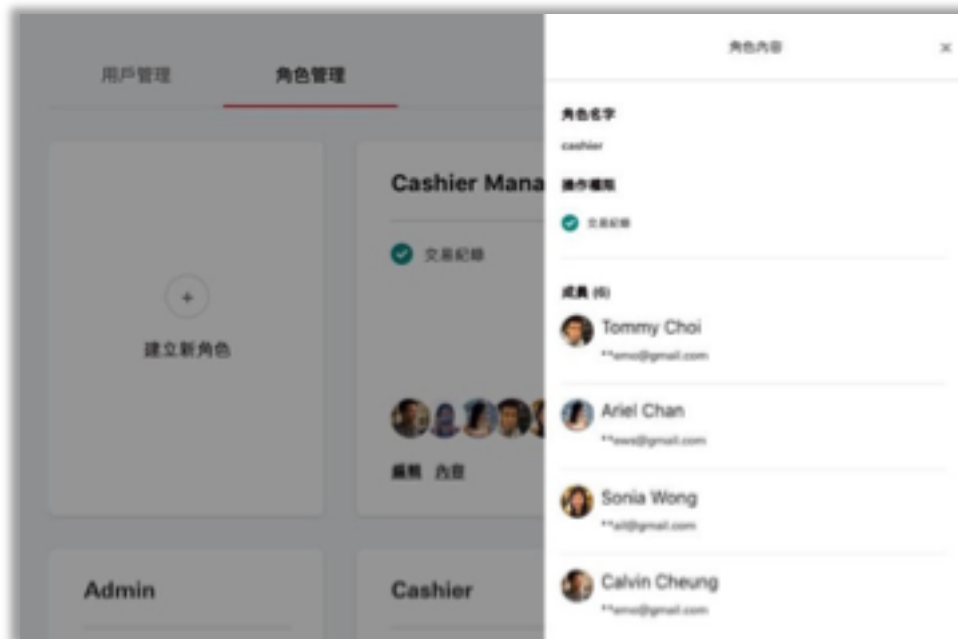 用戶管理 角色管理
Cashier Mana
交易紀錄
+
建立新角色
編輯 內容
Admin
Cashier
角色內容
×
角色名字
cashier
操作權限
交易紀錄
成員 (6)
Tommy Choi
**emo@gmail.com
Ariel Chan
**ews@gmail.com
Sonia Wong
**ail@gmail.com
Calvin Cheung
**emo@gmail.com